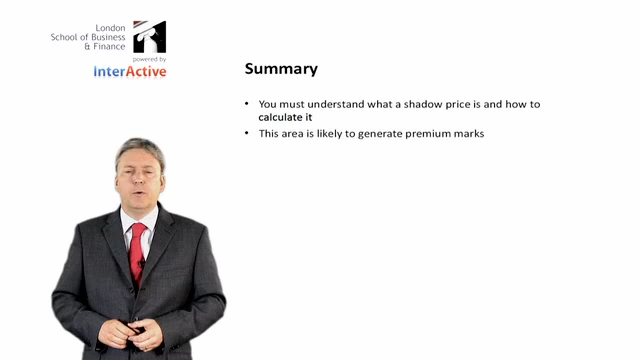 London
School of Business
& Finance
powered by
InterActive
Summary
• You must understand what a shadow price is and how to
calculate it
• This area is likely to generate premium marks